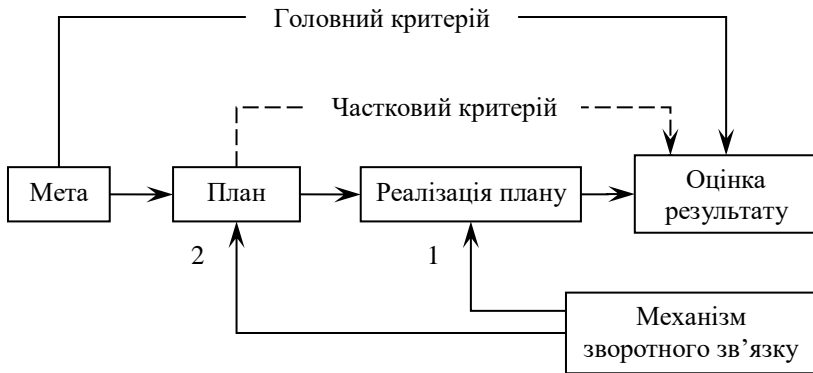 Головний критерій
Частковий критерій
Мета
План
Реалізація плану
Оцінка
результату
2
1
Механізм
зворотного зв’язку